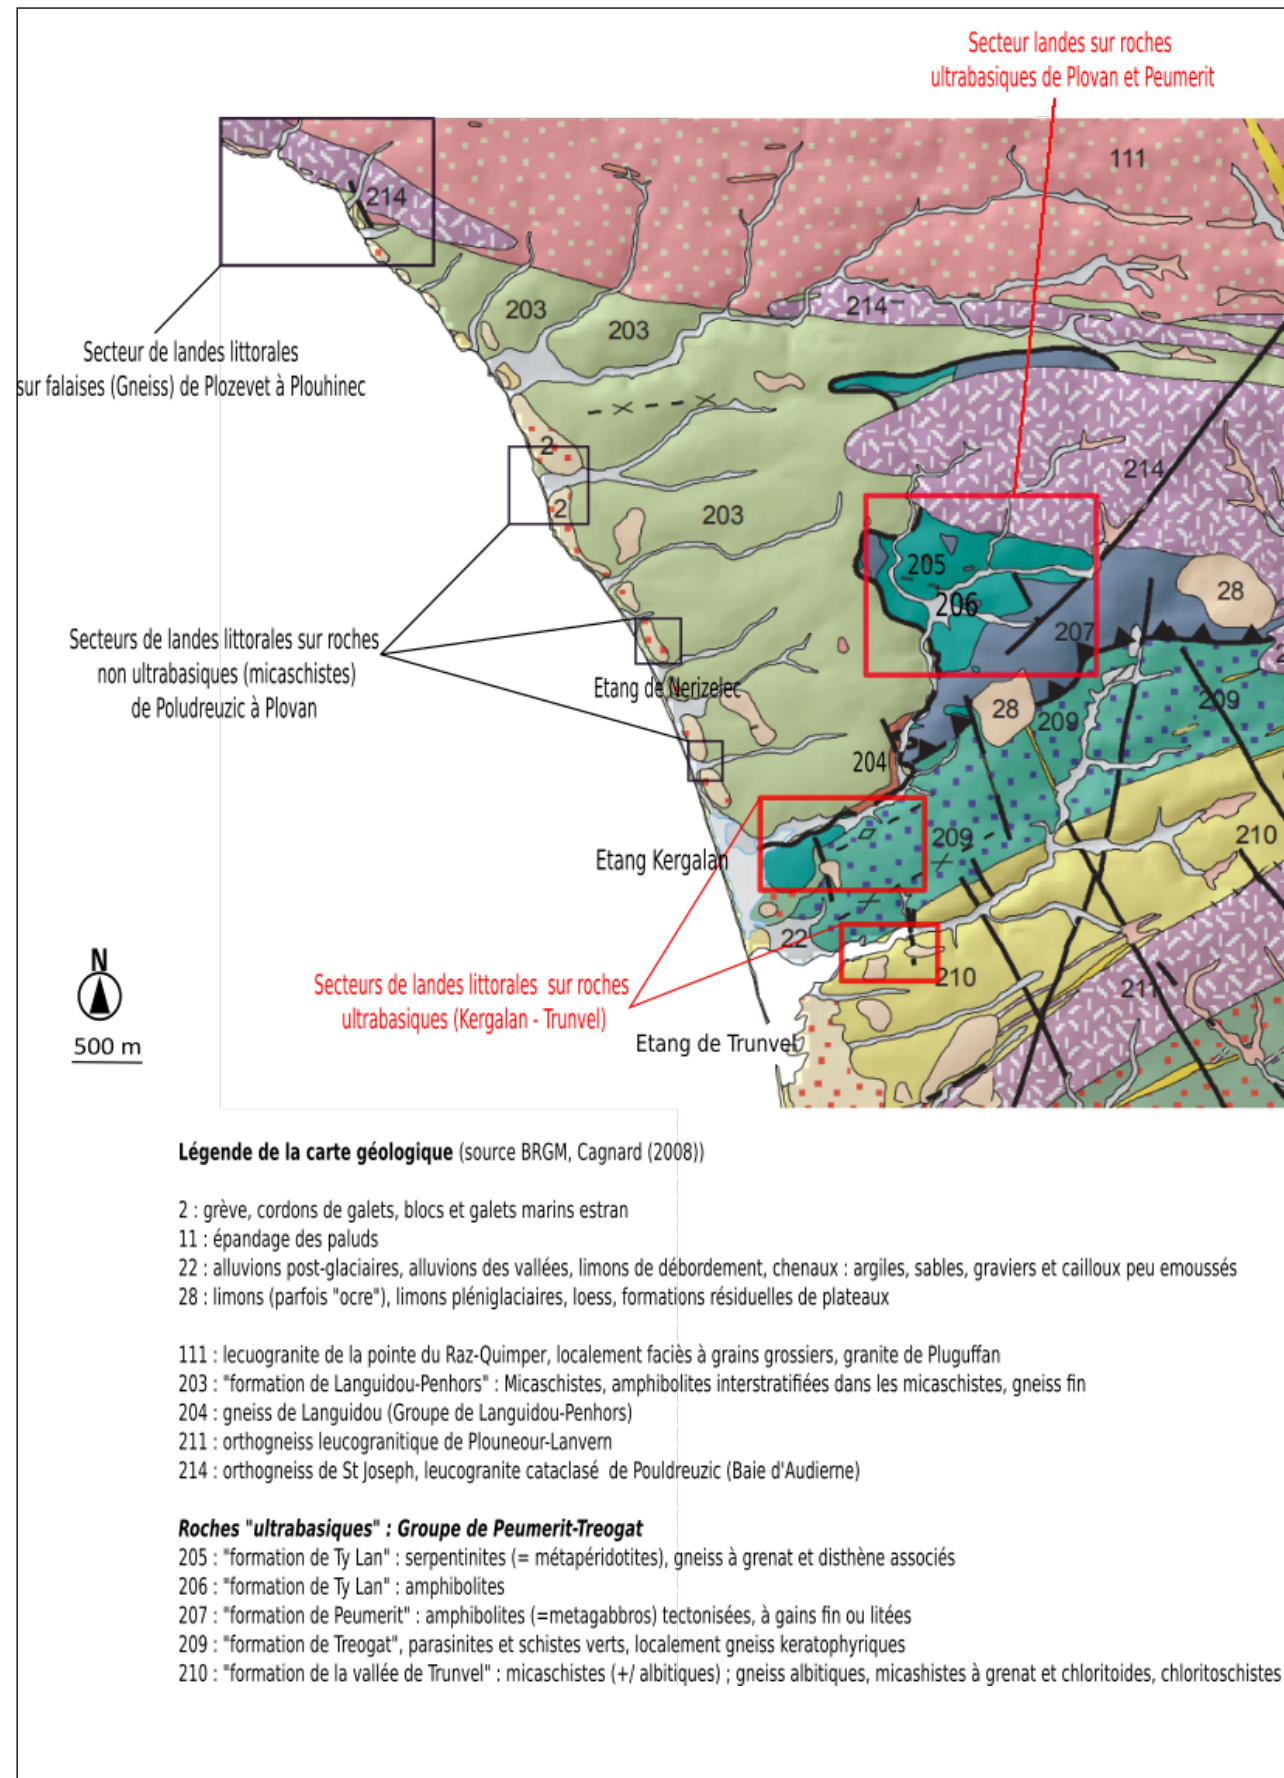 Secteur landes sur roches
ultrabasiques de Plovan et Peumerit
111
214
203
203
214
Secteur de landes littorales
sur falaises (Gneiss) de Plozevet à Plouhinec
2
214
2
203
205
206
28
207
Secteurs de landes littorales sur roches
non ultrabasiques (micaschistes)
de Poludreuzic à Plovan
Etang de Nerizelec
28
209
209
204
209
210
Etang Kergalan
22
N
500 m
210
211
Secteurs de landes littorales sur roches
ultrabasiques (Kergalan - Trunvel)
Etang de Trunvel
Légende de la carte géologique (source BRGM, Cagnard (2008))
2 : grève, cordons de galets, blocs et galets marins estran
11 : épandage des paluds
22 : alluvions post-glaciaires, alluvions des vallées, limons de débordement, chenaux : argiles, sables, graviers et cailloux peu emoussés
28 : limons (parfois "ocre"), limons pléniglaciaires, loess, formations résiduelles de plateaux
111 : lecuogranite de la pointe du Raz-Quimper, localement faciès à grains grossiers, granite de Pluguffan
203 : "formation de Languidou-Penhors" : Micaschistes, amphibolites interstratifiées dans les micaschistes, gneiss fin
204 : gneiss de Languidou (Groupe de Languidou-Penhors)
211 : orthogneiss leucogranitique de Plouneour-Lanvern
214 : orthogneiss de St Joseph, leucogranite cataclasé de Pouldreuzic (Baie d'Audierne)
Roches "ultrabasiques" : Groupe de Peumerit-Treogat
205 : "formation de Ty Lan" : serpentinites (= métapéridotites), gneiss à grenat et disthène associés
206 : "formation de Ty Lan" : amphibolites
207 : "formation de Peumerit" : amphibolites (=metagabbros) tectonisées, à gains fin ou litées
209 : "formation de Treogat", parasinites et schistes verts, localement gneiss keratophyriques
210 : "formation de la vallée de Trunvel" : micaschistes (+/ albitiques) ; gneiss albitiques, micashistes à grenat et chloritoides, chloritoschistes